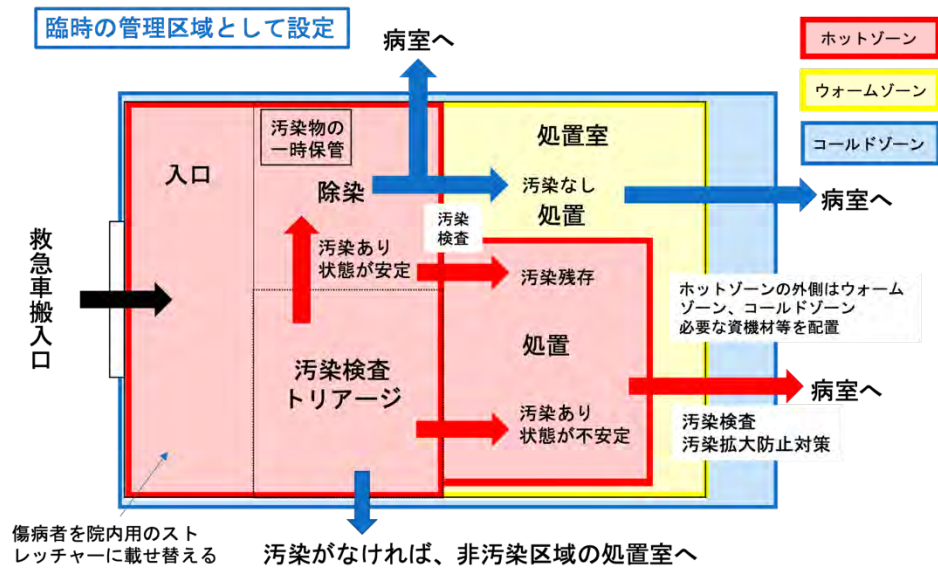 臨時の管理区域として設定
病室へ
ホットゾーン
ウォームゾーン
コールドゾーン
汚染物の
一時保管
入口
除染
処置室
汚染なし
処置
病室へ
汚染
検査
救急車搬入口
汚染あり
状態が安定
汚染残存
ホットゾーンの外側はウォーム
ゾーン、コールドゾーン
必要な資機材等を配置
処置
汚染検査
トリアージ
病室へ
汚染あり
状態が不安定
汚染検査
汚染拡大防止対策
傷病者を院内用のスト
レッチャーに載せ替える
汚染がなければ、非汚染区域の処置室へ